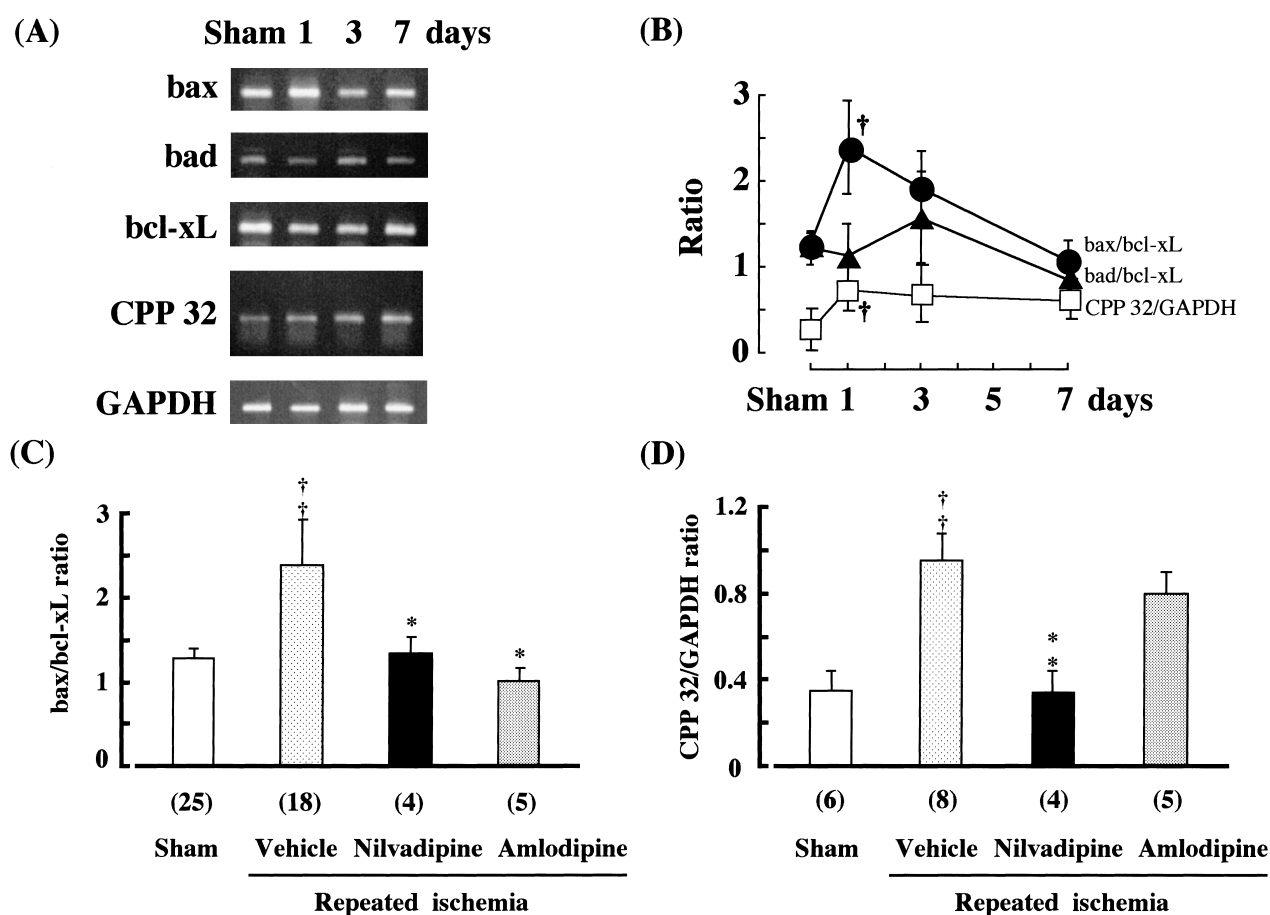 (A)
Sham 1 3 7 days
bax
bad
bcl-xL
CPP 32
GAPDH
(B)
3
2
1
0
Ratio
†
†
bax/bcl-xL
bad/bcl-xL
CPP 32/GAPDH
Sham 1 3 5 7 days
(C)
3
2
1
0
bax/bcl-xL ratio
†
†
*
*
(25) (18) (4) (5)
Sham Vehicle Nilvadipine Amlodipine
Repeated ischemia
(D)
1.2
0.8
0.4
0
CPP 32/GAPDH ratio
†
†
*
*
(6) (8) (4) (5)
Sham Vehicle Nilvadipine Amlodipine
Repeated ischemia